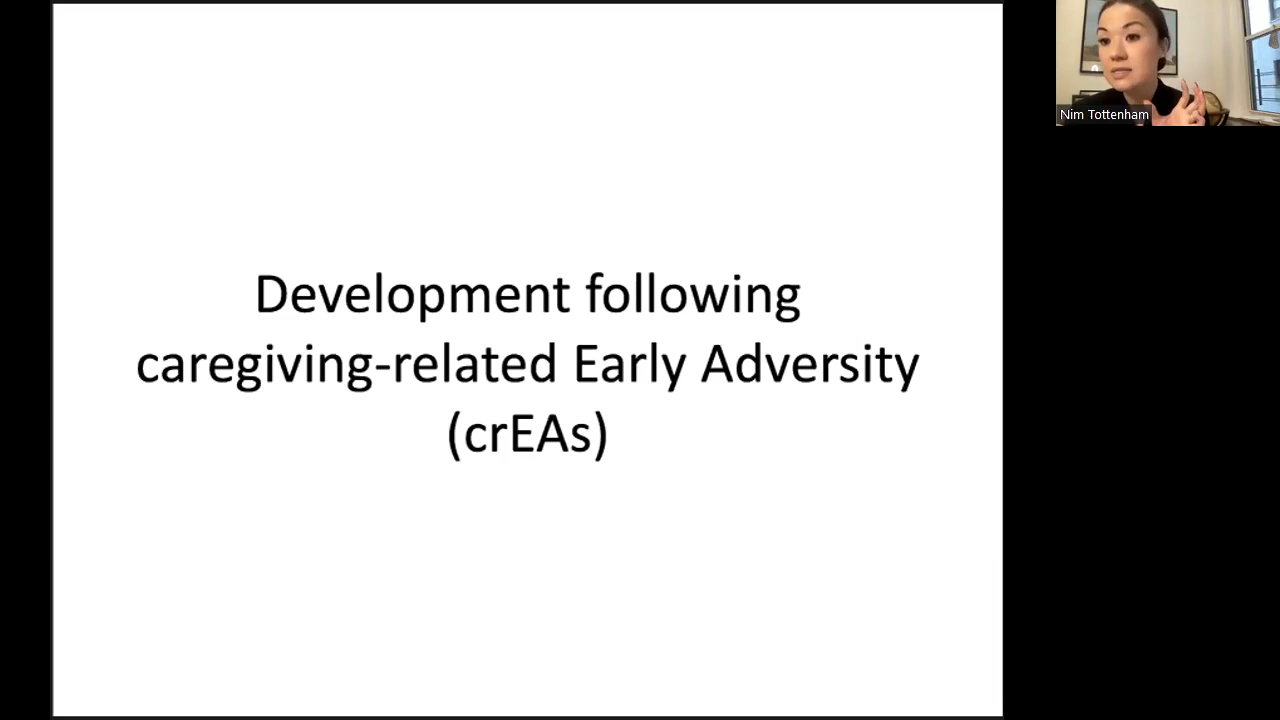 Development following
caregiving-related Early Adversity
(crEAs)
Nim Tottenham